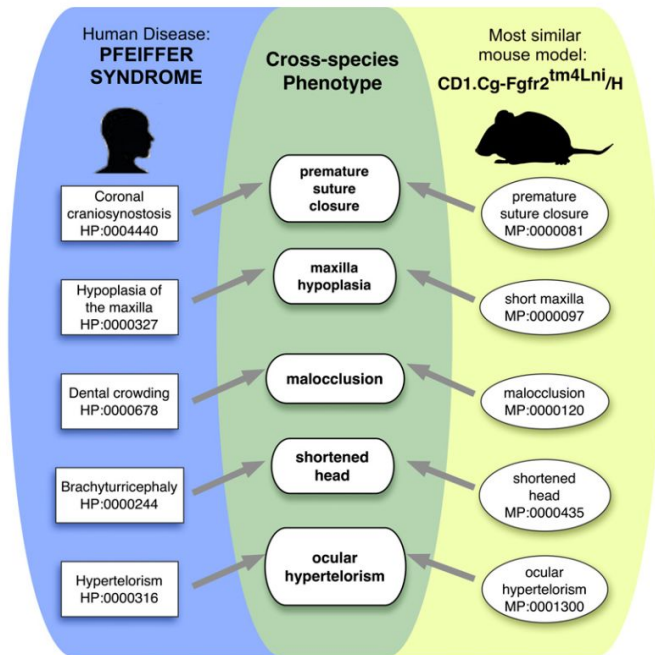 Human Disease:
PFEIFFER
SYNDROME
Cross-species
Phenotype
Most similar
mouse model:
CD1.Cg-Fgfr2tm4Lni/H
Coronal
craniosynostosis
HP:0004440
premature
suture
closure
premature
suture closure
MP:0000081
Hypoplasia of
the maxilla
HP:0000327
maxilla
hypoplasia
short maxilla
MP:0000097
Dental crowding
HP:0000678
malocclusion
malocclusion
MP:0000120
Brachyturricephaly
HP:0000244
shortened
head
shortened
head
MP:0000435
Hypertelorism
HP:0000316
ocular
hypertelorism
ocular
hypertelorism
MP:0001300